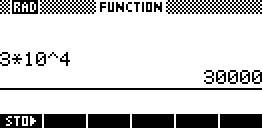 RAD FUNCTION
3*10^4
30000
STO▶